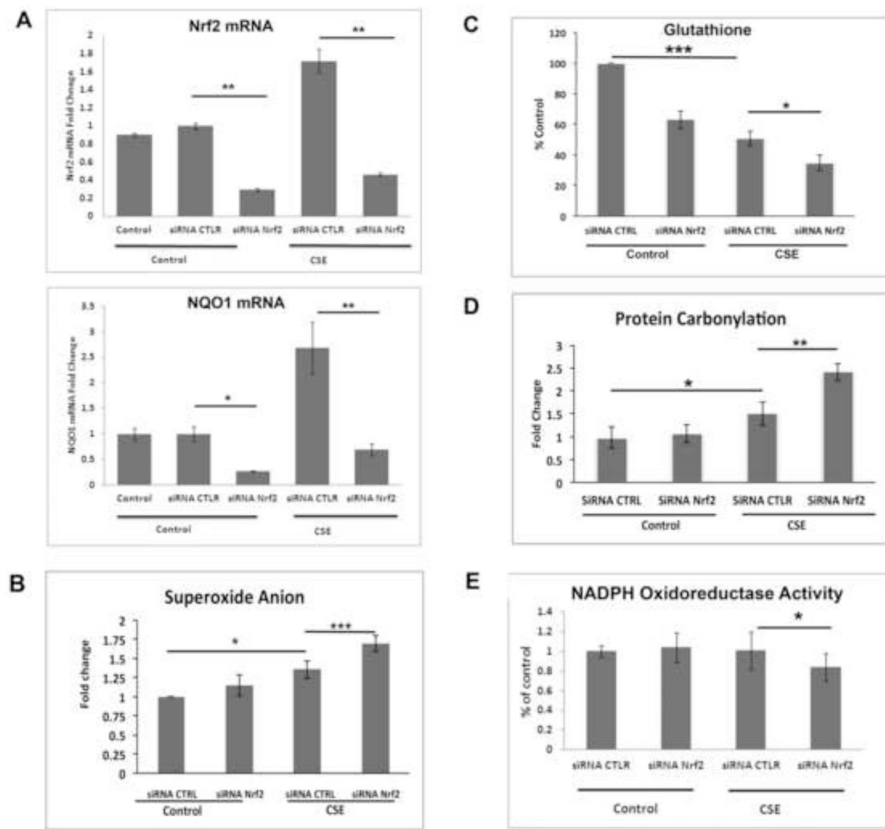 A
Nrf2 mRNA
Nrf2 mRNA Fold Change
2
1.8
1.6
1.4
1.2
1
0.8
0.6
0.4
0.2
0
**
**
Control
siRNA CTLR
siRNA Nrf2
siRNA CTLR
siRNA Nrf2
Control
CSE
NQO1 mRNA
NQO1 mRNA Fold Change
3.5
3
2.5
2
1.5
1
0.5
0
*
**
Control
siRNA CTLR
siRNA Nrf2
siRNA CTLR
siRNA Nrf2
Control
CSE
B
Superoxide Anion
Fold change
2
1.75
1.5
1.25
1
0.75
0.5
0.25
0
*
***
siRNA CTRL
siRNA Nrf2
siRNA CTRL
siRNA Nrf2
Control
CSE
C
Glutathione
% Control
120
100
80
60
40
20
0
***
*
siRNA CTRL
siRNA Nrf2
siRNA CTRL
siRNA Nrf2
Control
CSE
D
Protein Carbonylation
Fold Change
3
2.5
2
1.5
1
0.5
0
*
**
SiRNA CTRL
SiRNA Nrf2
SiRNA CTLR
SiRNA Nrf2
Control
CSE
E
NADPH Oxidoreductase Activity
% of control
1.4
1.2
1
0.8
0.6
0.4
0.2
0
*
siRNA CTLR
siRNA Nrf2
siRNA CTLR
siRNA Nrf2
Control
CSE